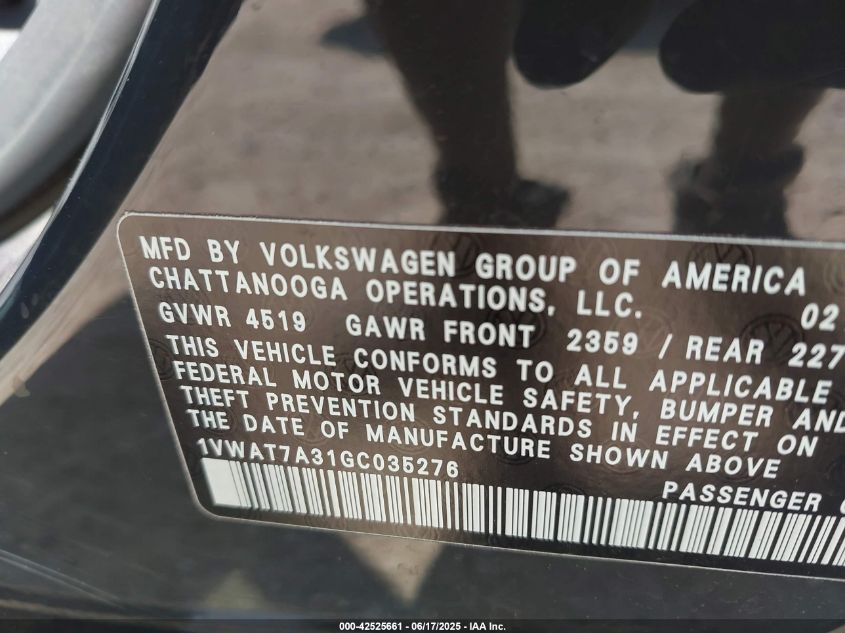 MFD BY VOLKSWAGEN GROUP OF AMERICA
CHATTANOOGA OPERATIONS, LLC. 02
GVWR 4519 GAWR FRONT 2359 / REAR 227
THIS VEHICLE CONFORMS TO ALL APPLICABLE
FEDERAL MOTOR VEHICLE SAFETY, BUMPER AND
THEFT PREVENTION STANDARDS IN EFFECT ON
THE DATE OF MANUFACTURE SHOWN ABOVE
1VWAT7A31GC035276
PASSENGER
000-42525661 - 06/17/2025 - IAA Inc.